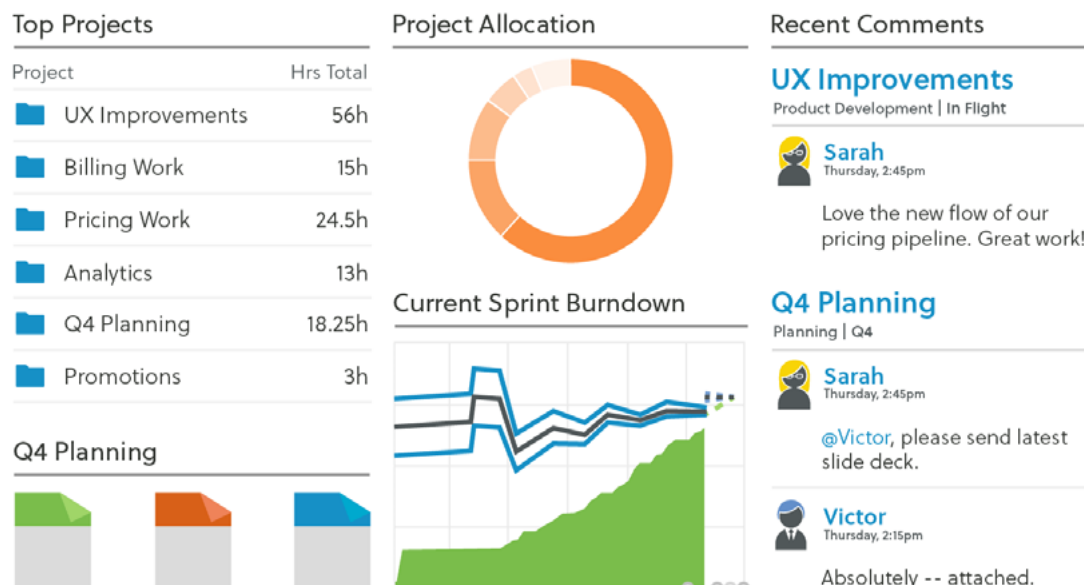 Top Projects
Project Hrs Total
UX Improvements 56h
Billing Work 15h
Pricing Work 24.5h
Analytics 13h
Q4 Planning 18.25h
Promotions 3h
Q4 Planning
Project Allocation
Current Sprint Burndown
Recent Comments
UX Improvements
Product Development | In Flight
Sarah
Thursday, 2:45pm
Love the new flow of our
pricing pipeline. Great work!
Q4 Planning
Planning | Q4
Sarah
Thursday, 2:45pm
@Victor, please send latest
slide deck.
Victor
Thursday, 2:15pm
Absolutely -- attached.